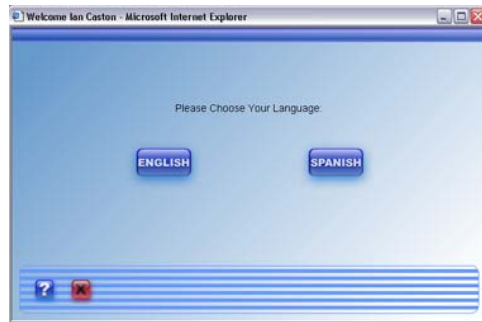 Welcome Ian Caston - Microsoft Internet Explorer
Please Choose Your Language:
ENGLISH SPANISH
? X